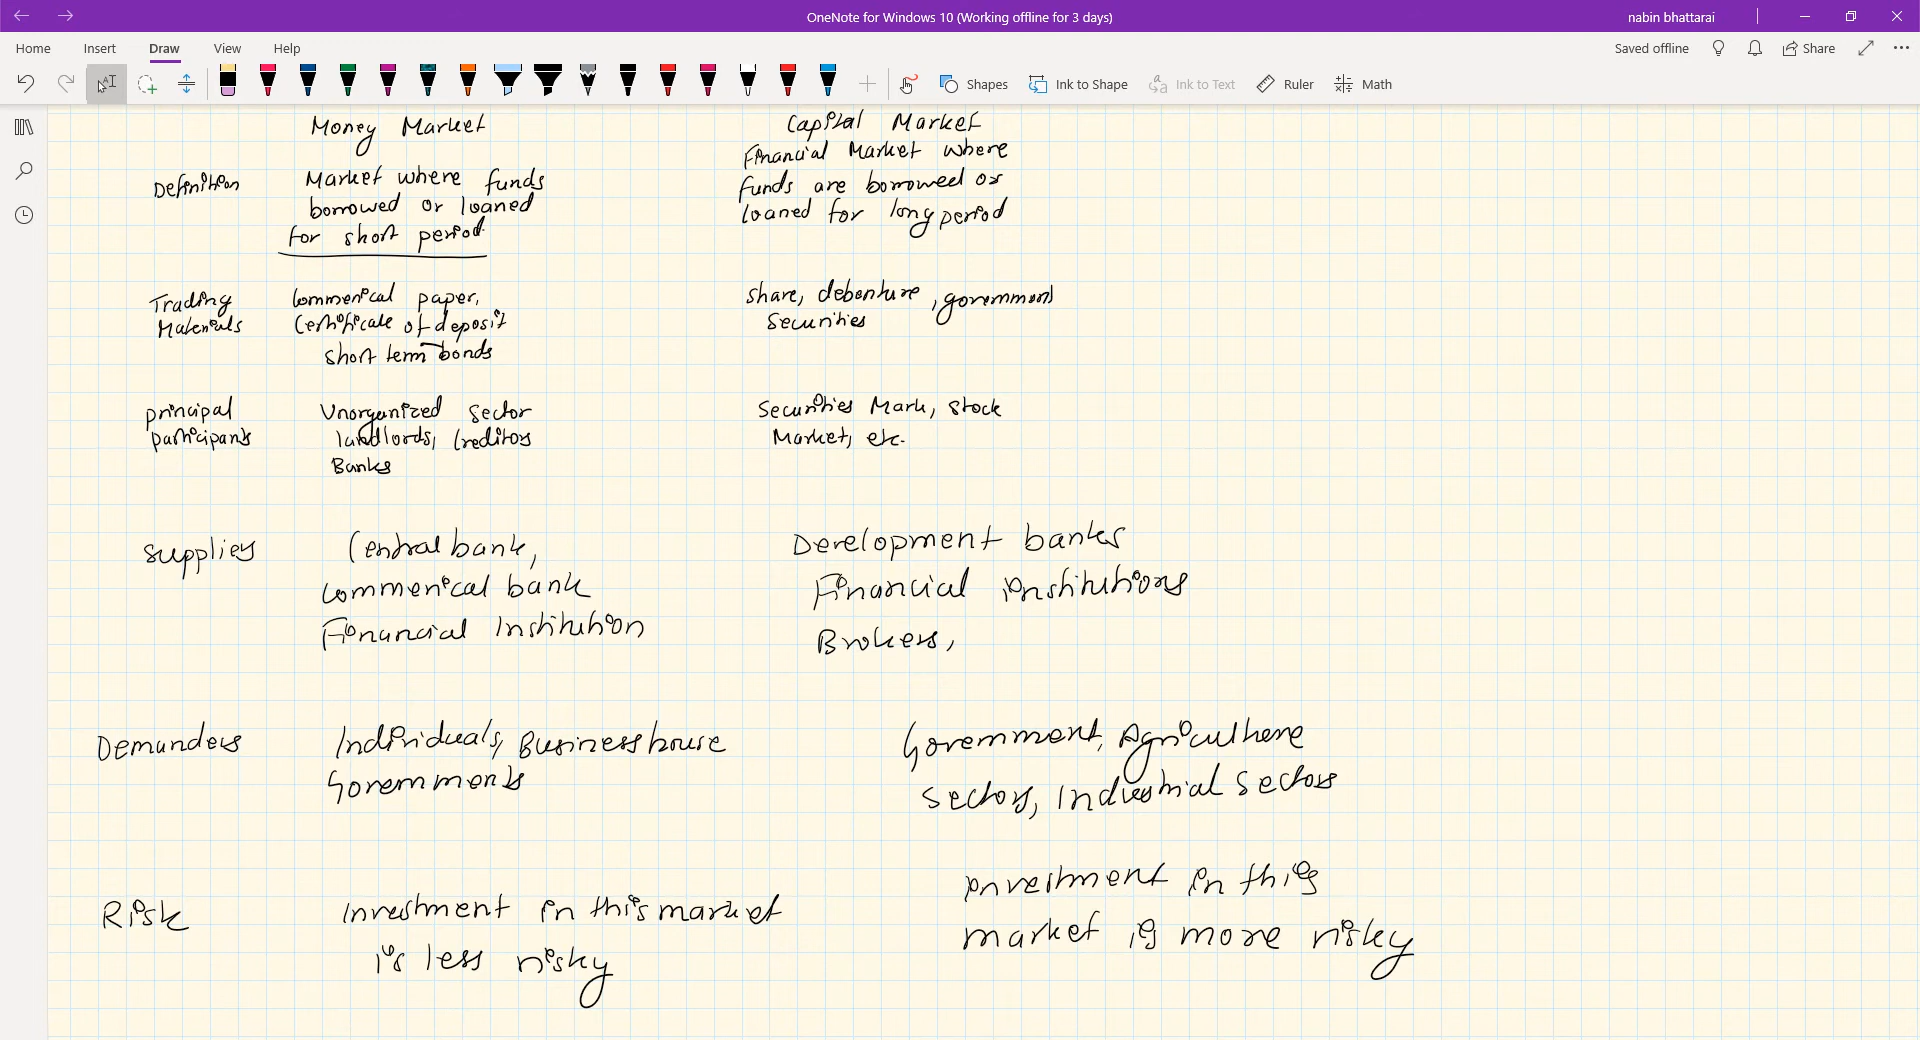 OneNote for Windows 10 (Working offline for 3 days)
nabin bhattarai
Home Insert Draw View Help
Saved offline Share
Shapes Ink to Shape Ink to Text Ruler Math
Money Market Capital Market
Definition
Market where funds
borrowed or loaned
for short period.
Financial Market where
funds are borrowed or
loaned for long period
Trading
Materials
Commerical paper,
Certificate of deposit
short term bonds
share, debenture, government
securities
principal
participants
Unorganized sector
landlords, Creditors
Banks
Securities Mark, stock
Market, etc.
Supplies
Central bank,
Commerical bank
Financial Institution
Development banks
Financial institutions
Brokers,
Demanders
Individuals, Business house
Governments
Government, Agriculture
sectors, Industrial Sectors
Risk
Investment in this market
is less risky
investment in this
market is more risky